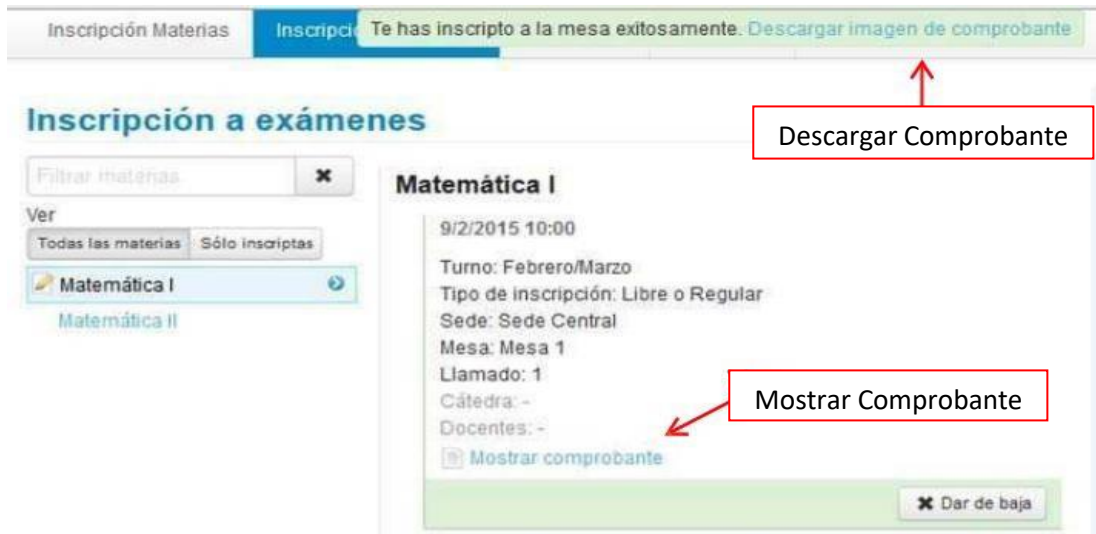 Inscripción Materias
Inscripci
Te has inscripto a la mesa exitosamente. Descargar imagen de comprobante
Descargar Comprobante
Inscripción a exámenes
Filtrar materias
Ver
Todas las materias Sólo inscriptas
Matemática I
Matemática II
Matemática I
9/2/2015 10:00
Turno: Febrero/Marzo
Tipo de inscripción: Libre o Regular
Sede: Sede Central
Mesa: Mesa 1
Llamado: 1
Cátedra: -
Docentes: -
Mostrar comprobante
Mostrar Comprobante
Dar de baja